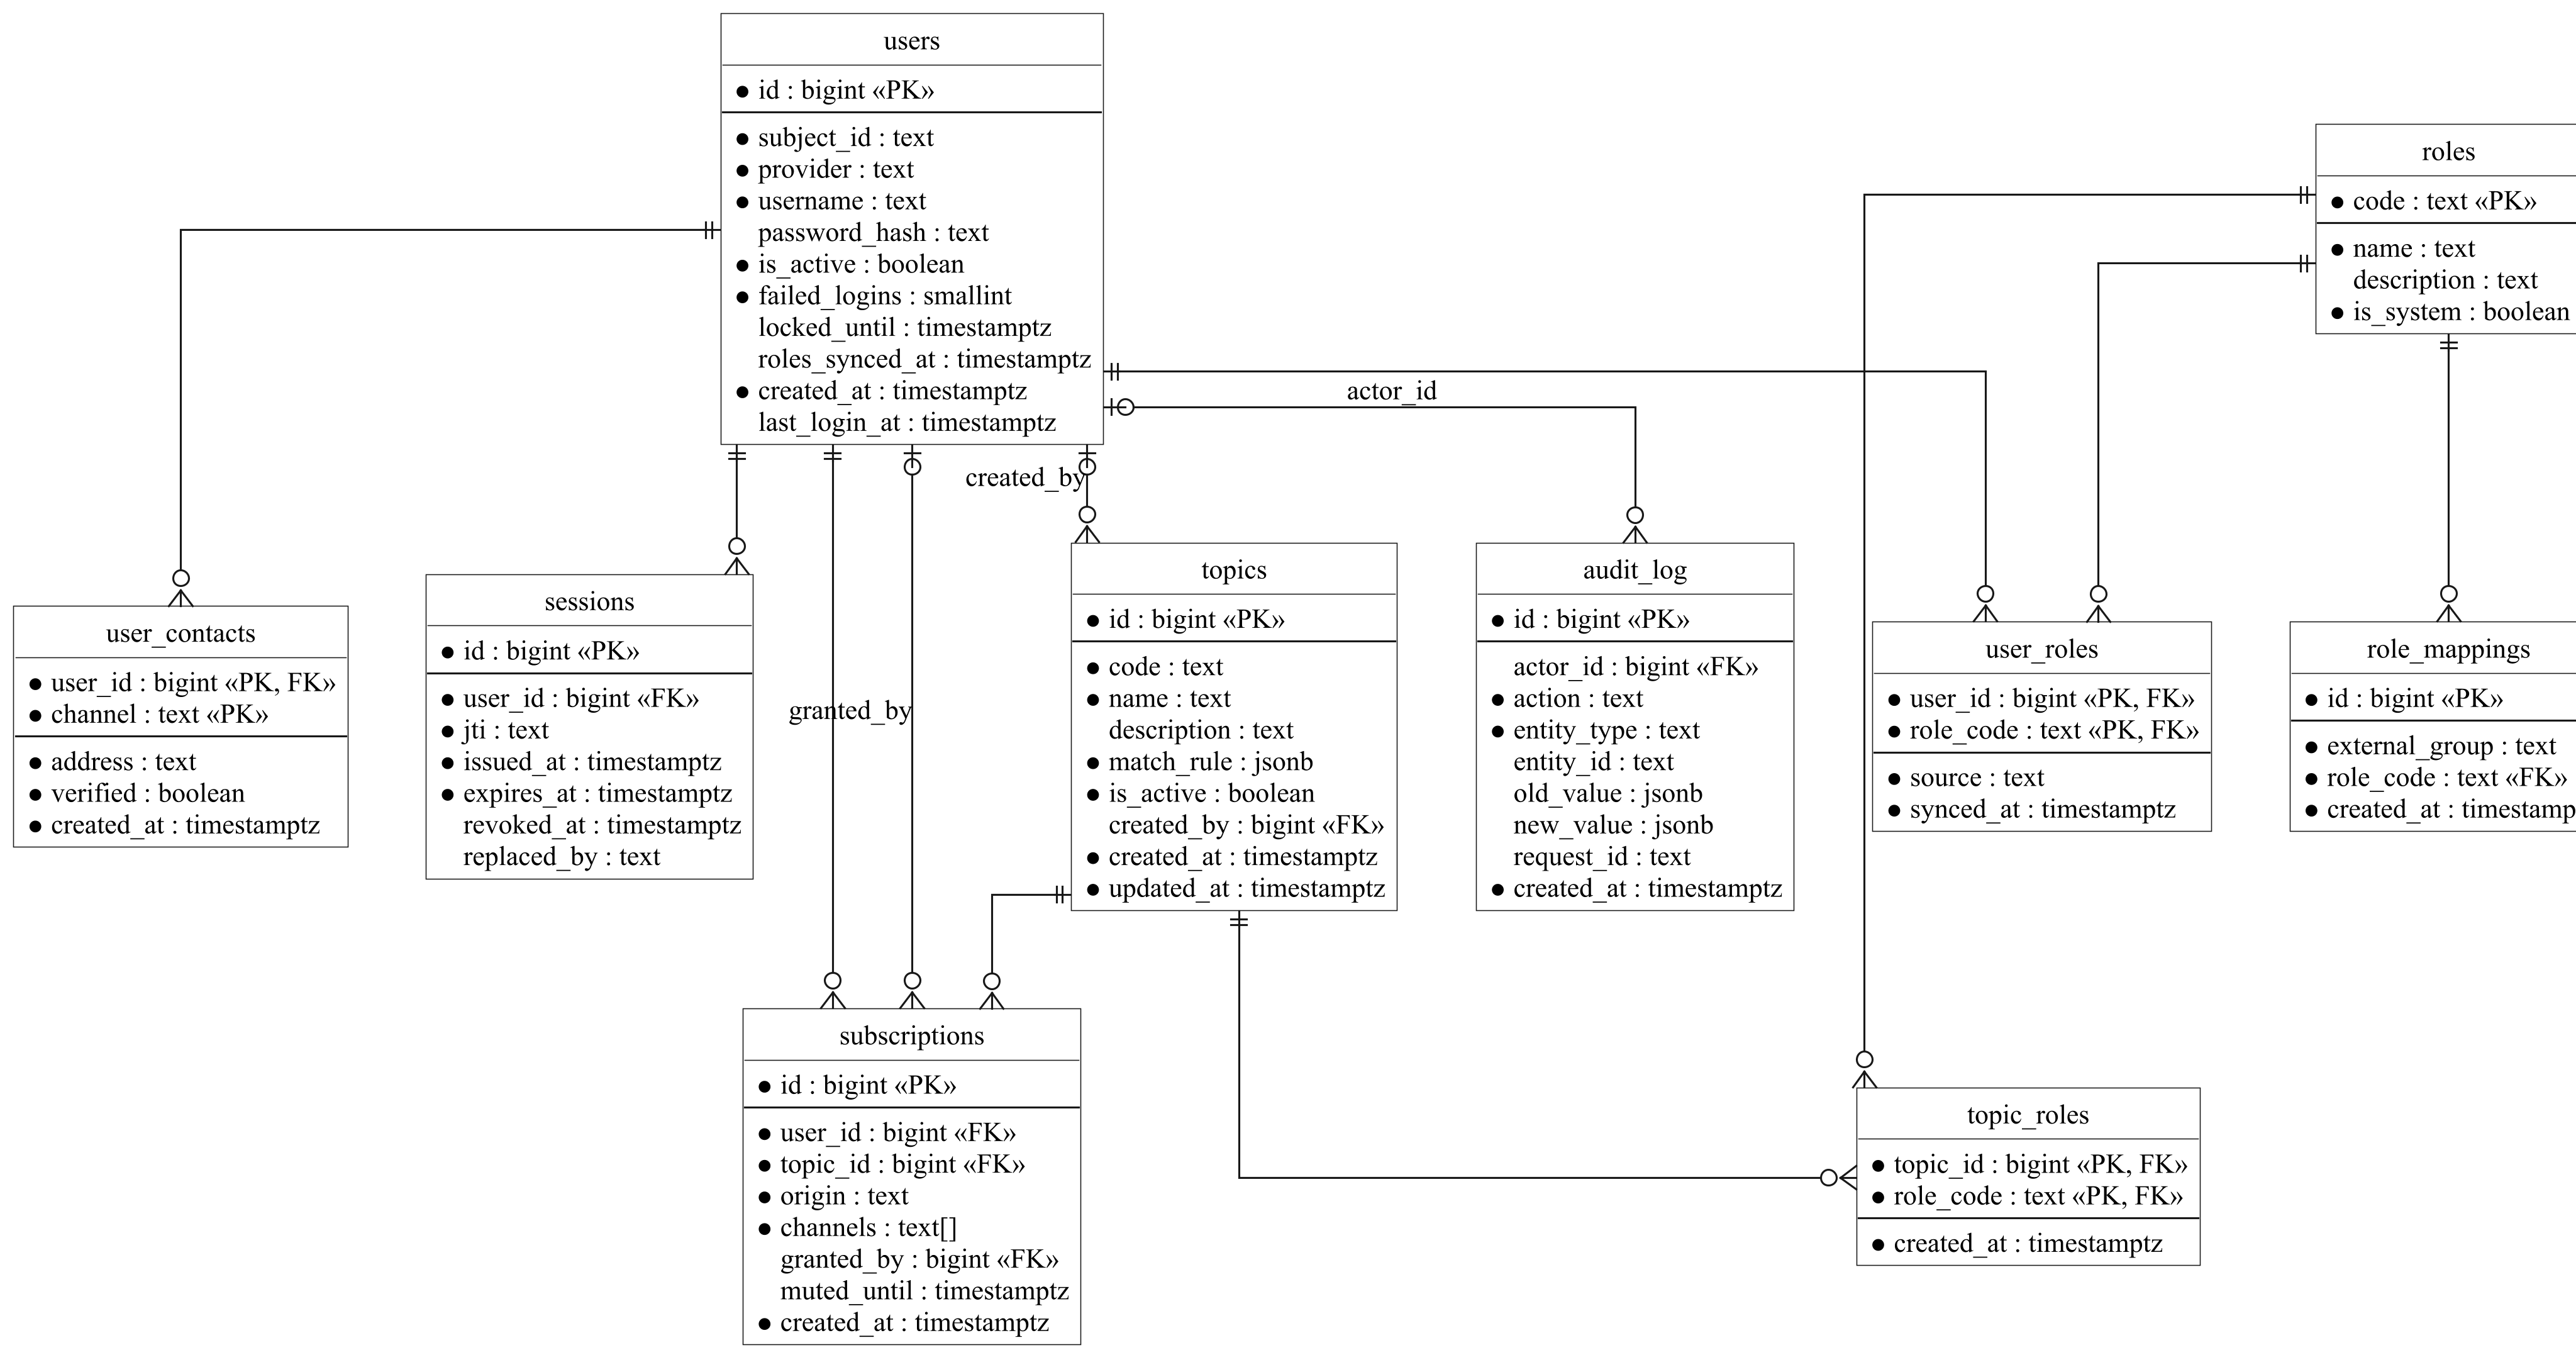 users
● id : bigint «PK»
● subject_id : text
● provider : text
● username : text
password_hash : text
● is_active : boolean
● failed_logins : smallint
locked_until : timestamptz
roles_synced_at : timestamptz
● created_at : timestamptz
last_login_at : timestamptz
roles
● code : text «PK»
● name : text
description : text
● is_system : boolean
actor_id
created_by
granted_by
user_contacts
● user_id : bigint «PK, FK»
● channel : text «PK»
● address : text
● verified : boolean
● created_at : timestamptz
sessions
● id : bigint «PK»
● user_id : bigint «FK»
● jti : text
● issued_at : timestamptz
● expires_at : timestamptz
revoked_at : timestamptz
replaced_by : text
topics
● id : bigint «PK»
● code : text
● name : text
description : text
● match_rule : jsonb
● is_active : boolean
created_by : bigint «FK»
● created_at : timestamptz
● updated_at : timestamptz
audit_log
● id : bigint «PK»
actor_id : bigint «FK»
● action : text
● entity_type : text
entity_id : text
old_value : jsonb
new_value : jsonb
request_id : text
● created_at : timestamptz
user_roles
● user_id : bigint «PK, FK»
● role_code : text «PK, FK»
● source : text
● synced_at : timestamptz
role_mappings
● id : bigint «PK»
● external_group : text
● role_code : text «FK»
● created_at : timestamp
subscriptions
● id : bigint «PK»
● user_id : bigint «FK»
● topic_id : bigint «FK»
● origin : text
● channels : text[]
granted_by : bigint «FK»
muted_until : timestamptz
● created_at : timestamptz
topic_roles
● topic_id : bigint «PK, FK»
● role_code : text «PK, FK»
● created_at : timestamptz